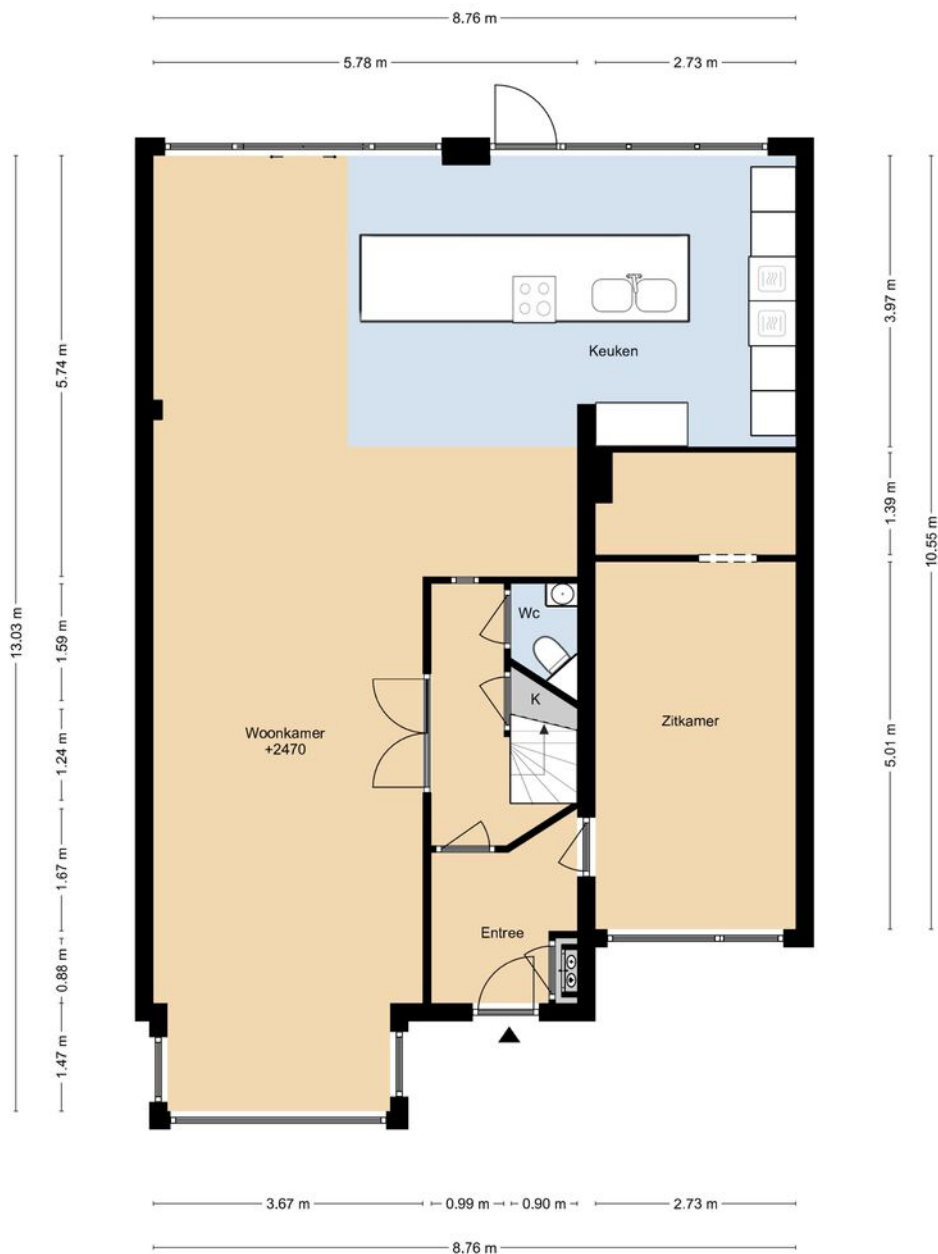 8.76 m
5.78 m
2.73 m
13.03 m
5.74 m
1.59 m
1.24 m
1.67 m
0.88 m
1.47 m
Keuken
3.97 m
1.39 m
10.55 m
5.01 m
Wc
K
Zitkamer
Woonkamer
+2470
Entree
3.67 m
0.99 m
0.90 m
2.73 m
8.76 m